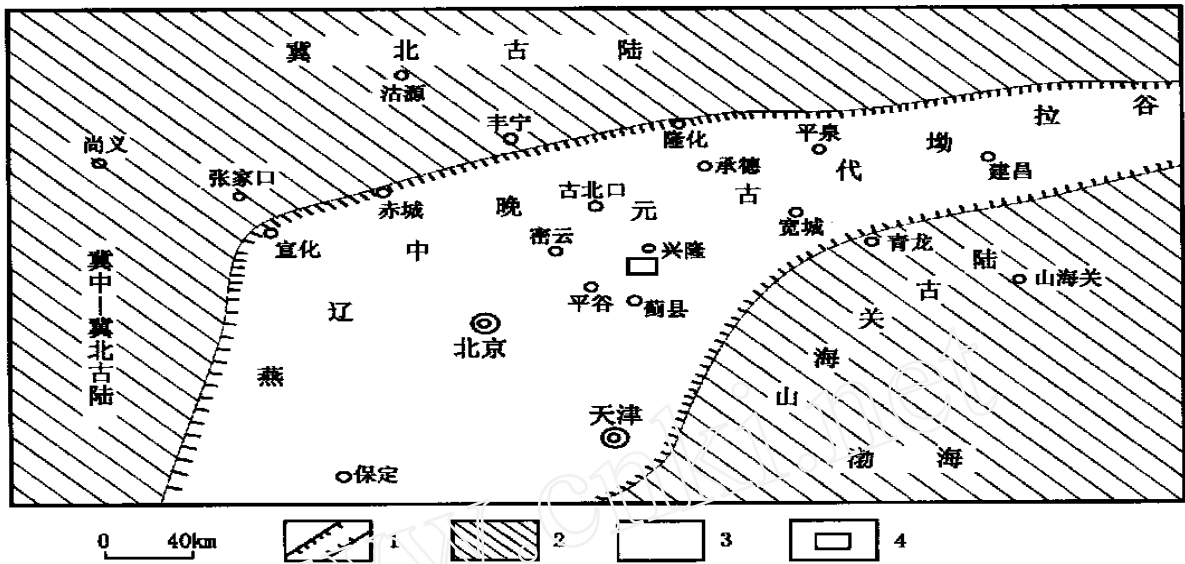 冀北古陆
沽源
丰宁
尚义
张家口
赤城
宣化
隆化
承德
平泉
建昌
古北口
密云
兴隆
宽城
青龙
平谷
蓟县
山海关
北京
天津
保定
燕辽中晚元古代坳拉谷
冀中—冀北古陆
山海关古陆
渤海
0 40km
1 2 3 4
www.cnki.net